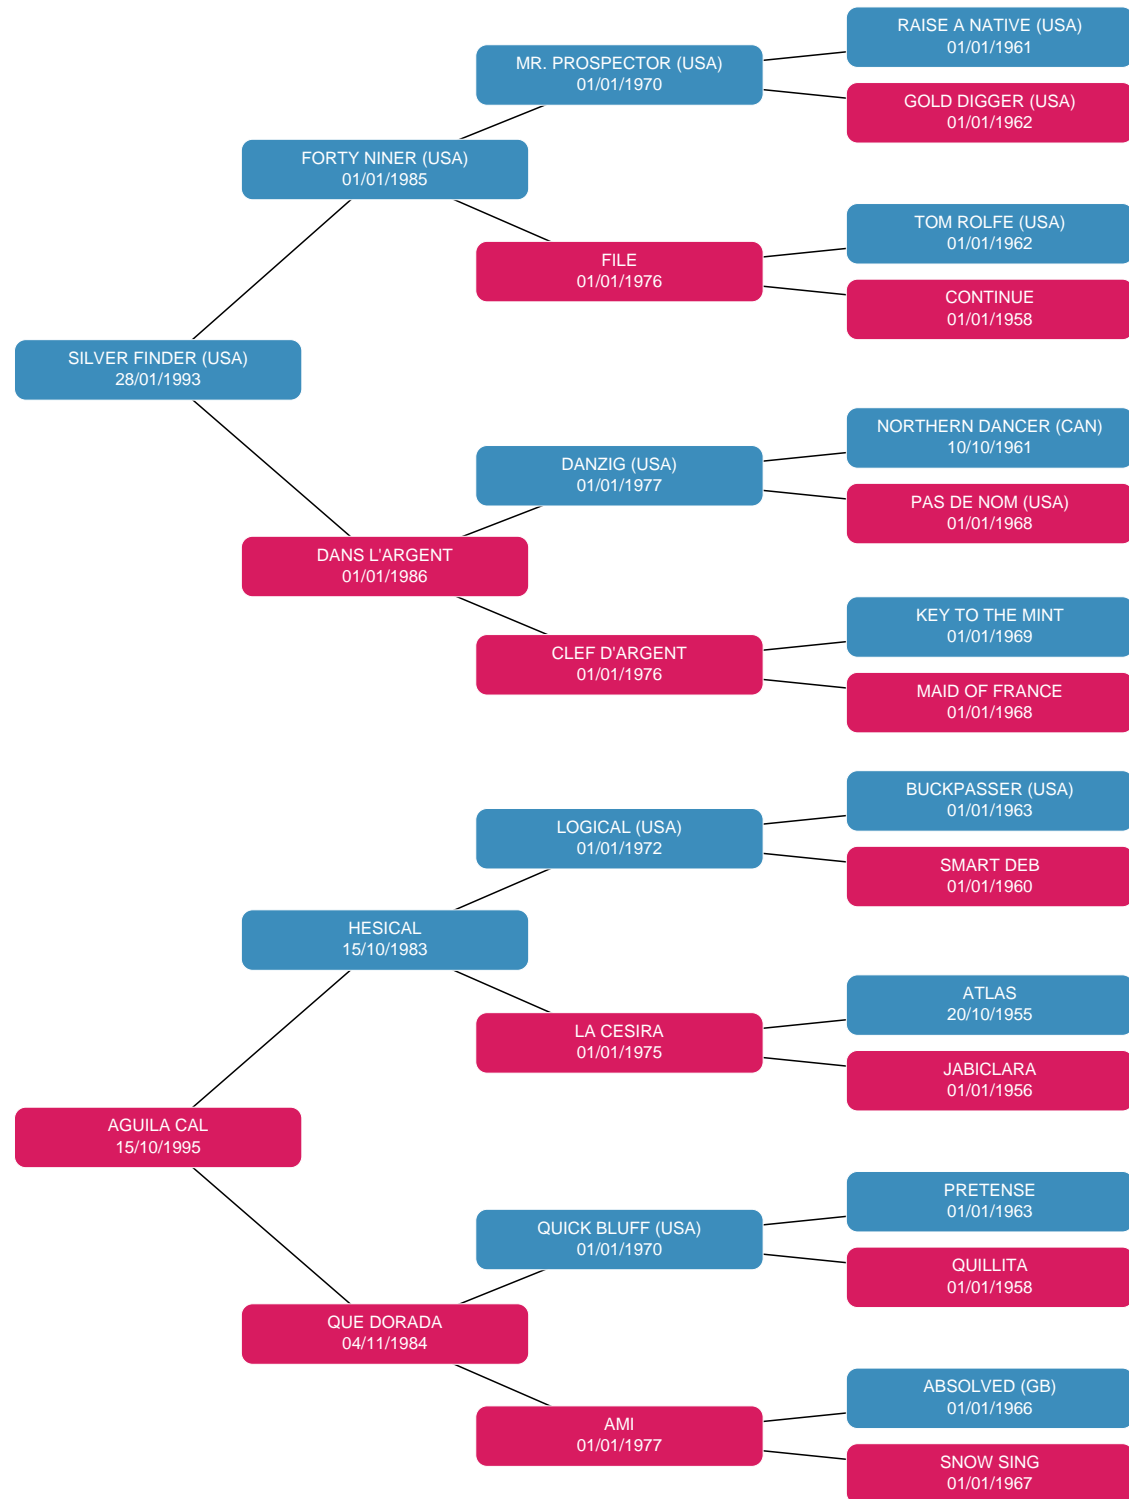 RAISE A NATIVE (USA)
01/01/1961
MR. PROSPECTOR (USA)
01/01/1970
GOLD DIGGER (USA)
01/01/1962
FORTY NINER (USA)
01/01/1985
TOM ROLFE (USA)
01/01/1962
FILE
01/01/1976
CONTINUE
01/01/1958
SILVER FINDER (USA)
28/01/1993
NORTHERN DANCER (CAN)
10/10/1961
DANZIG (USA)
01/01/1977
PAS DE NOM (USA)
01/01/1968
DANS L'ARGENT
01/01/1986
KEY TO THE MINT
01/01/1969
CLEF D'ARGENT
01/01/1976
MAID OF FRANCE
01/01/1968
BUCKPASSER (USA)
01/01/1963
LOGICAL (USA)
01/01/1972
SMART DEB
01/01/1960
HESICAL
15/10/1983
ATLAS
20/10/1955
LA CESIRA
01/01/1975
JABICLARA
01/01/1956
AGUILA CAL
15/10/1995
PRETENSE
01/01/1963
QUICK BLUFF (USA)
01/01/1970
QUILLITA
01/01/1958
QUE DORADA
04/11/1984
ABSOLVED (GB)
01/01/1966
AMI
01/01/1977
SNOW SING
01/01/1967